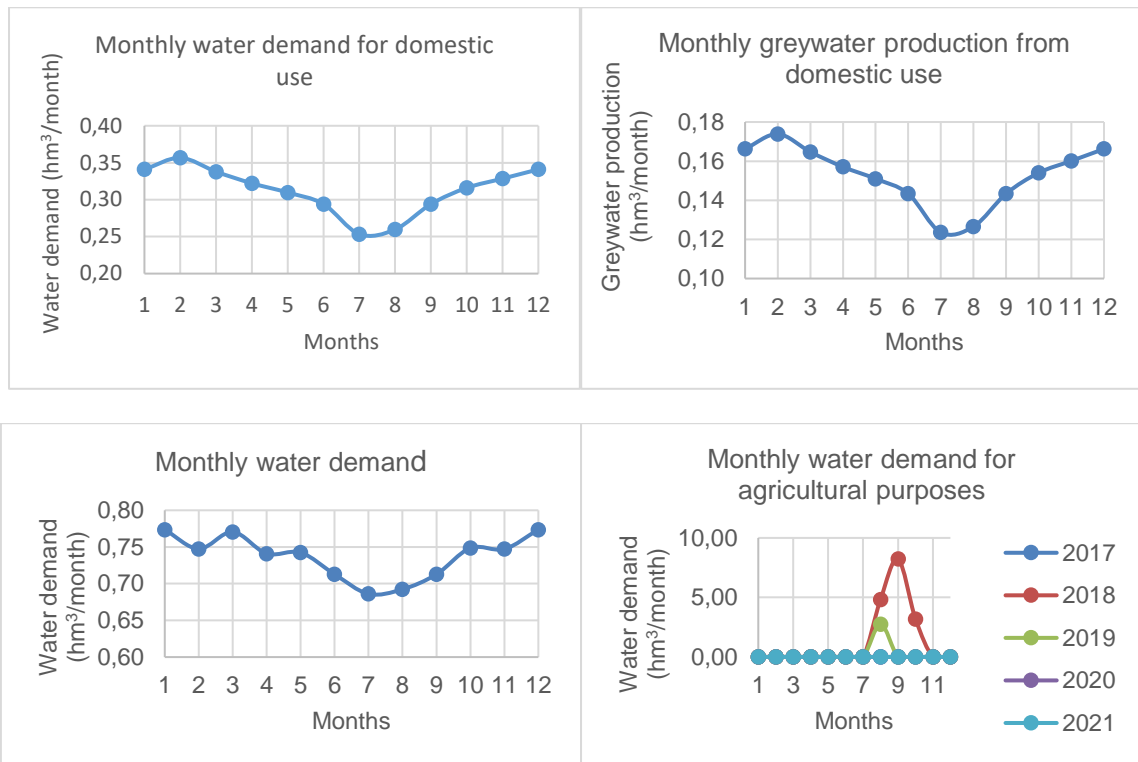 Monthly water demand for domestic
use
Water demand (hm³/month)
0,40
0,35
0,30
0,25
0,20
1 2 3 4 5 6 7 8 9 10 11 12
Months
Monthly greywater production from
domestic use
Greywater production
(hm³/month)
0,18
0,16
0,14
0,12
0,10
1 2 3 4 5 6 7 8 9 10 11 12
Months
Monthly water demand
Water demand
(hm³/month)
0,80
0,75
0,70
0,65
0,60
1 2 3 4 5 6 7 8 9 10 11 12
Months
Monthly water demand for
agricultural purposes
Water demand
(hm³/month)
10,00
5,00
0,00
1 3 5 7 9 11
Months
2017
2018
2019
2020
2021